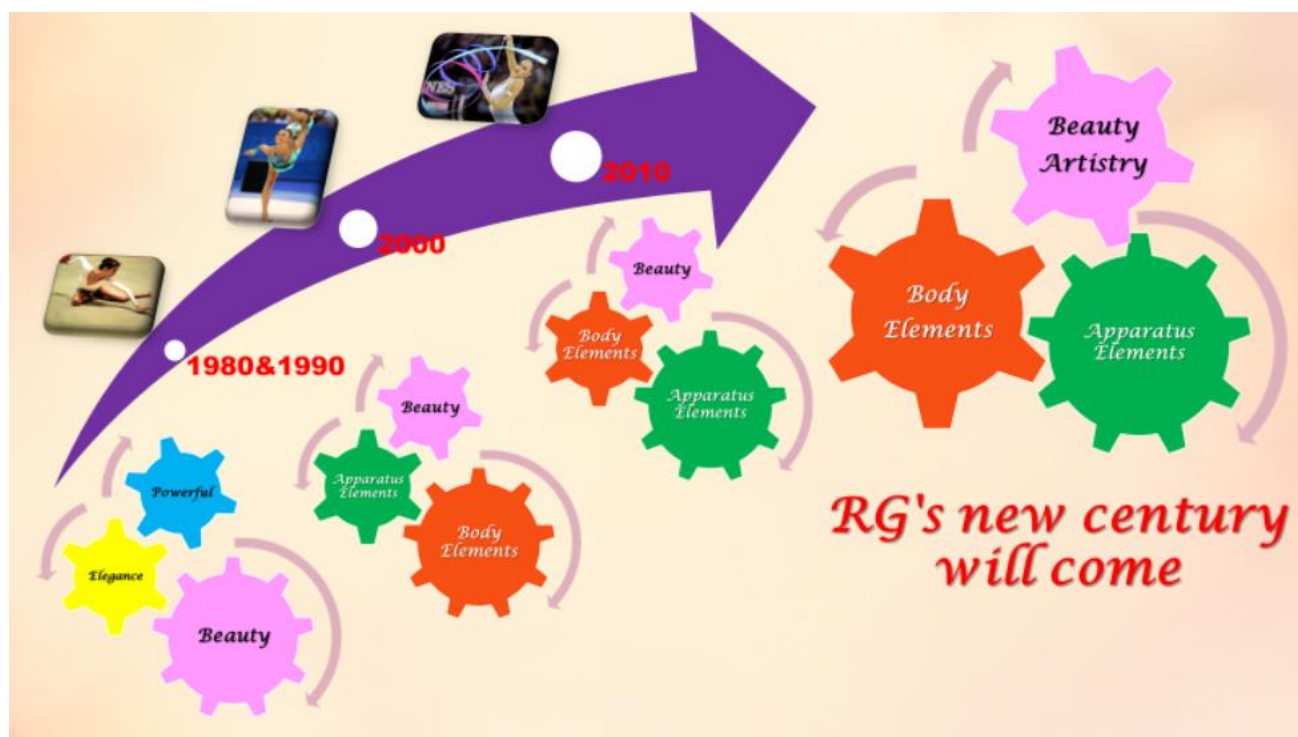 NES
2010
2000
1980&1990
Powerful
Elegance
Beauty
Beauty
Apparatus
Elements
Body
Elements
Beauty
Body
Elements
Apparatus
Elements
Beauty
Artistry
Body
Elements
Apparatus
Elements
RG's new century
will come